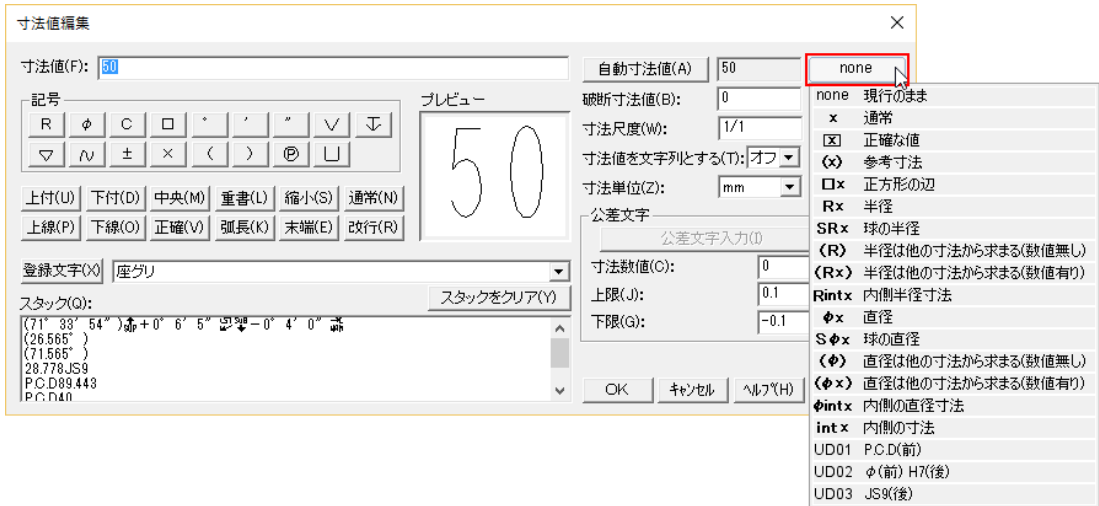 寸法値編集
寸法値(F): 50
自動寸法値(A) 50 none
記号
R φ C □ ° ′ ″
▽ ± × ( ) Ⓟ
プレビュー
50
破断寸法値(B): 0
寸法尺度(W): 1/1
寸法値を文字列とする(T): オフ
寸法単位(Z): mm
上付(U) 下付(D) 中央(M) 重書(L) 縮小(S) 通常(N)
上線(P) 下線(O) 正確(V) 弧長(K) 末端(E) 改行(R)
公差文字
公差文字入力(I)
寸法数値(C): 0
上限(J): 0.1
下限(G): -0.1
登録文字(X) 座グリ
スタック(Q): スタックをクリア(Y)
(71° 33′ 54″ ) +0° 6′ 5″ -0° 4′ 0″
(26.565° )
(71.565° )
28.778JS9
P.C.D89.443
P.C.D40
OK キャンセル ヘルプ(H)
none 現行のまま
x 通常
x 正確な値
(x) 参考寸法
□x 正方形の辺
Rx 半径
SRx 球の半径
(R) 半径は他の寸法から求まる(数値無し)
(Rx) 半径は他の寸法から求まる(数値有り)
Rintx 内側半径寸法
φx 直径
Sφx 球の直径
(φ) 直径は他の寸法から求まる(数値無し)
(φx) 直径は他の寸法から求まる(数値有り)
φintx 内側の直径寸法
intx 内側の寸法
UD01 P.C.D(前)
UD02 φ(前) H7(後)
UD03 JS9(後)